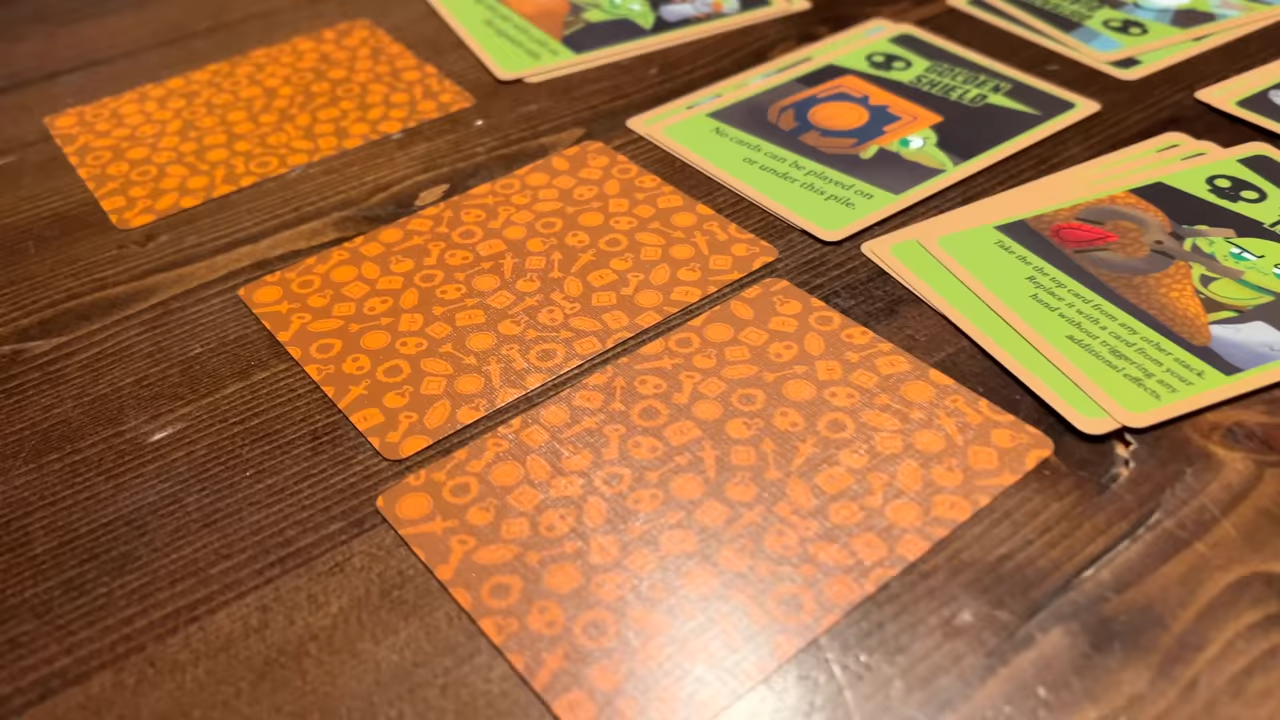 GOLDEN
SHIELD
No cards can be played on
or under this pile.
Take the the top card from any other stack.
Replace it with a card from your
hand without triggering any
additional effects.